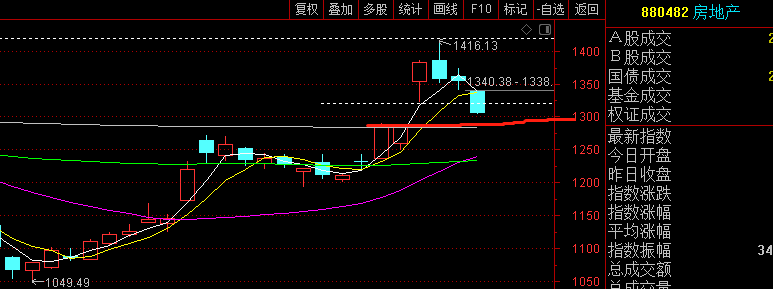 复权 叠加 多股 统计 画线 F10 标记 -自选 返回
880482 房地产
1416.13
1340.38 - 1338.
1049.49
1400
1350
1300
1250
1200
1150
1100
1050
A股成交 2
B股成交
国债成交 2
基金成交
权证成交
最新指数
今日开盘
昨日收盘
指数涨跌
指数涨幅
平均涨幅
指数振幅 34
总成交额
总成交量